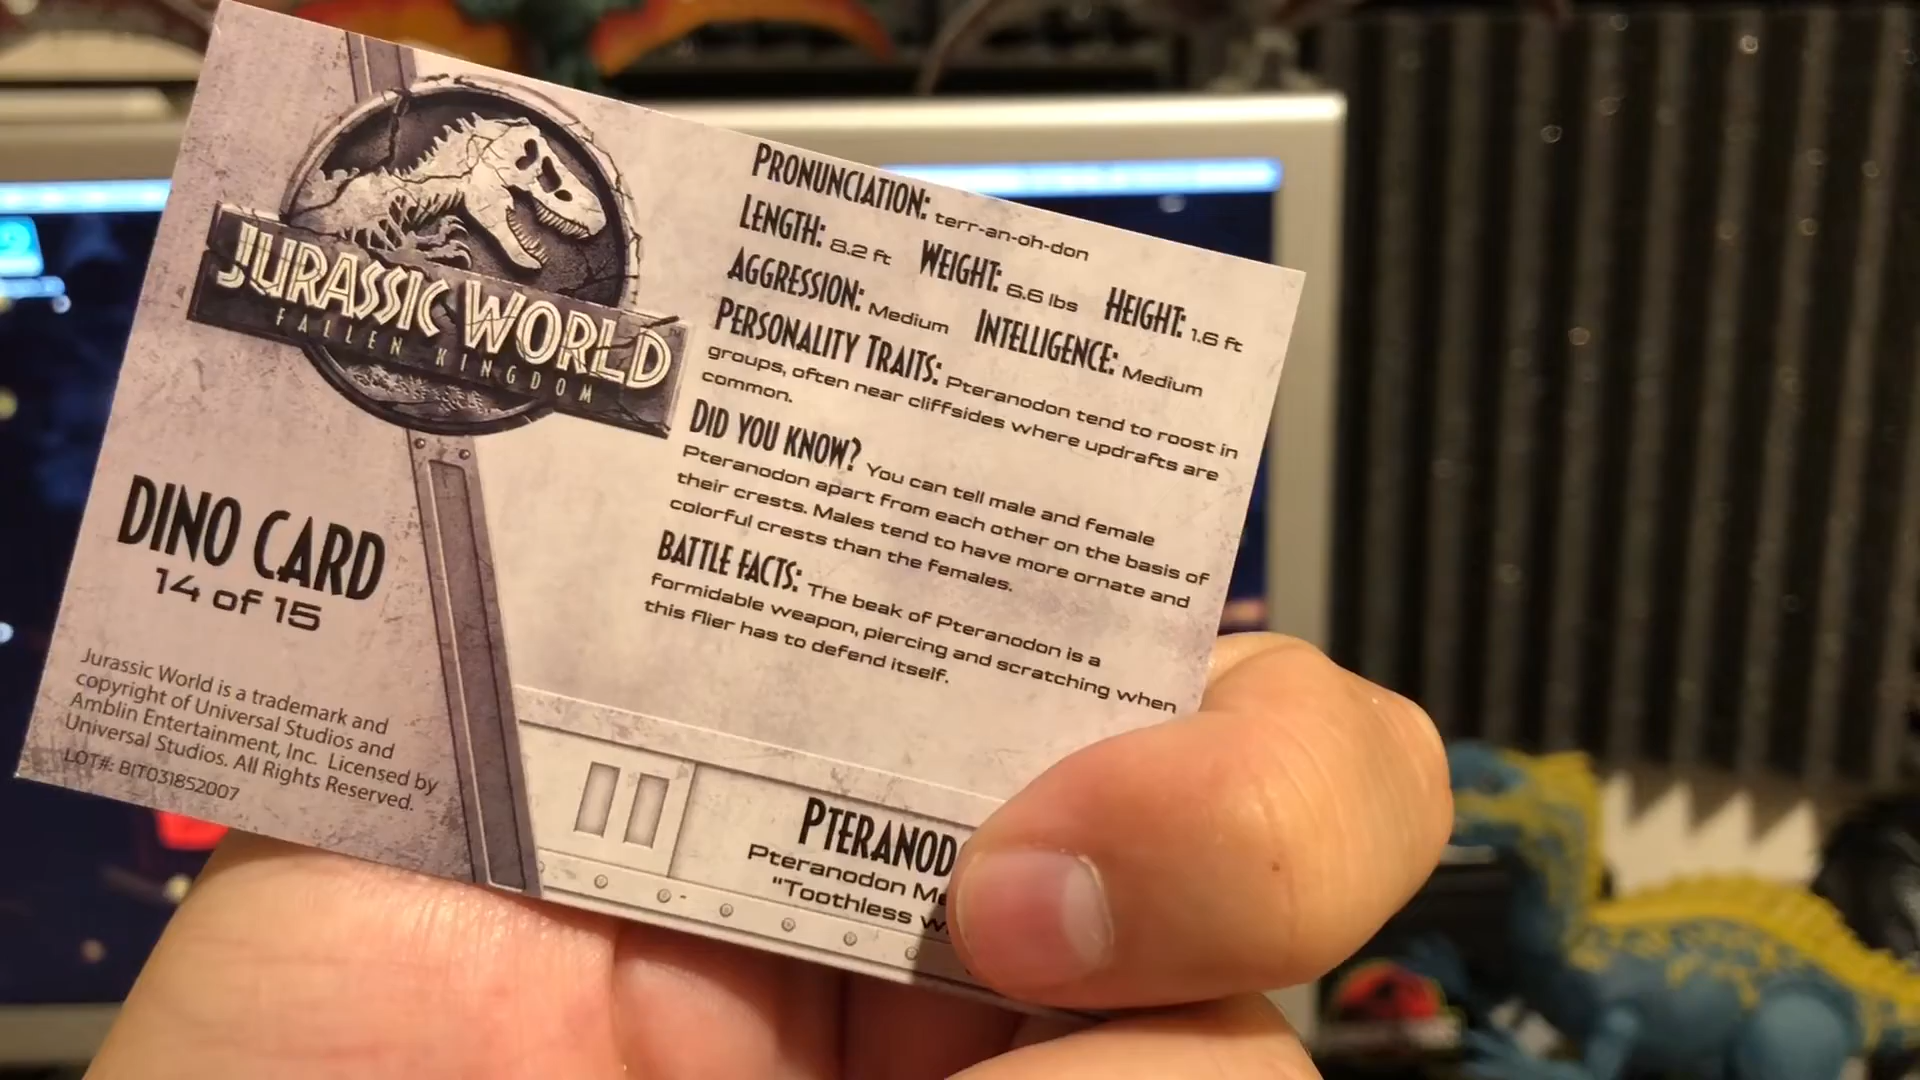 JURASSIC WORLD
FALLEN KINGDOM
DINO CARD
14 of 15
Jurassic World is a trademark and
copyright of Universal Studios and
Amblin Entertainment, Inc. Licensed by
Universal Studios. All Rights Reserved.
LOT#: BIT031852007
PRONUNCIATION: terr-an-oh-don
LENGTH: 8.2 ft WEIGHT: 6.6 lbs HEIGHT: 1.6 ft
AGGRESSION: Medium INTELLIGENCE: Medium
PERSONALITY TRAITS: Pteranodon tend to roost in
groups, often near cliffsides where updrafts are
common.
DID YOU KNOW? You can tell male and female
Pteranodon apart from each other on the basis of
their crests. Males tend to have more ornate and
colorful crests than the females.
BATTLE FACTS: The beak of Pteranodon is a
formidable weapon, piercing and scratching when
this flier has to defend itself.
PTERANOD
Pteranodon
"Toothless